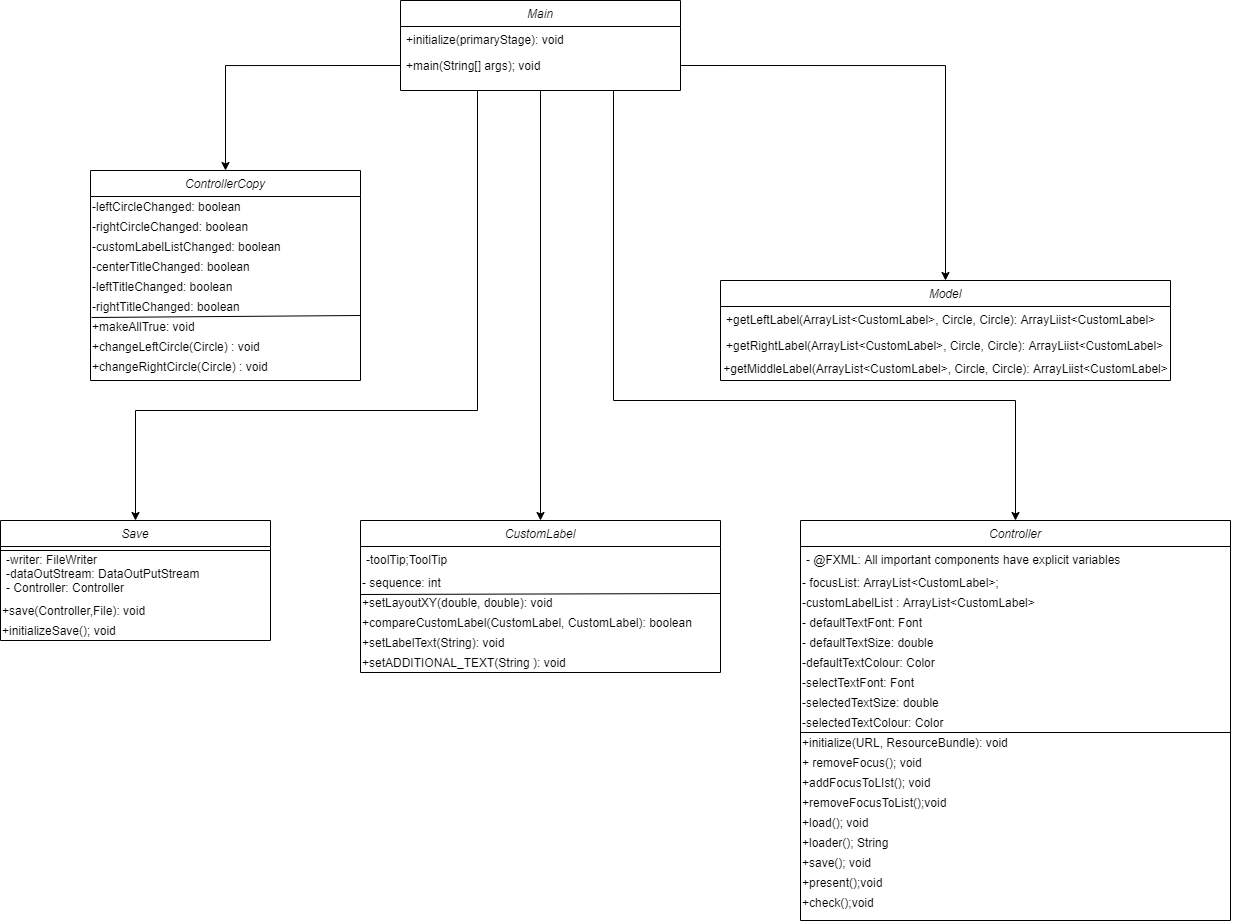 Main
+initialize(primaryStage): void
+main(String[] args); void
ControllerCopy
-leftCircleChanged: boolean
-rightCircleChanged: boolean
-customLabelListChanged: boolean
-centerTitleChanged: boolean
-leftTitleChanged: boolean
-rightTitleChanged: boolean
+makeAllTrue: void
+changeLeftCircle(Circle) : void
+changeRightCircle(Circle) : void
Model
+getLeftLabel(ArrayList<CustomLabel>, Circle, Circle): ArrayLiist<CustomLabel>
+getRightLabel(ArrayList<CustomLabel>, Circle, Circle): ArrayLiist<CustomLabel>
+getMiddleLabel(ArrayList<CustomLabel>, Circle, Circle): ArrayLiist<CustomLabel>
Save
-writer: FileWriter
-dataOutStream: DataOutPutStream
- Controller: Controller
+save(Controller,File): void
+initializeSave(); void
CustomLabel
-toolTip;ToolTip
- sequence: int
+setLayoutXY(double, double): void
+compareCustomLabel(CustomLabel, CustomLabel): boolean
+setLabelText(String): void
+setADDITIONAL_TEXT(String ): void
Controller
- @FXML: All important components have explicit variables
- focusList: ArrayList<CustomLabel>;
-customLabelList : ArrayList<CustomLabel>
- defaultTextFont: Font
- defaultTextSize: double
-defaultTextColour: Color
-selectTextFont: Font
-selectedTextSize: double
-selectedTextColour: Color
+initialize(URL, ResourceBundle): void
+ removeFocus(); void
+addFocusToLIst(); void
+removeFocusToList();void
+load(); void
+loader(); String
+save(); void
+present();void
+check();void